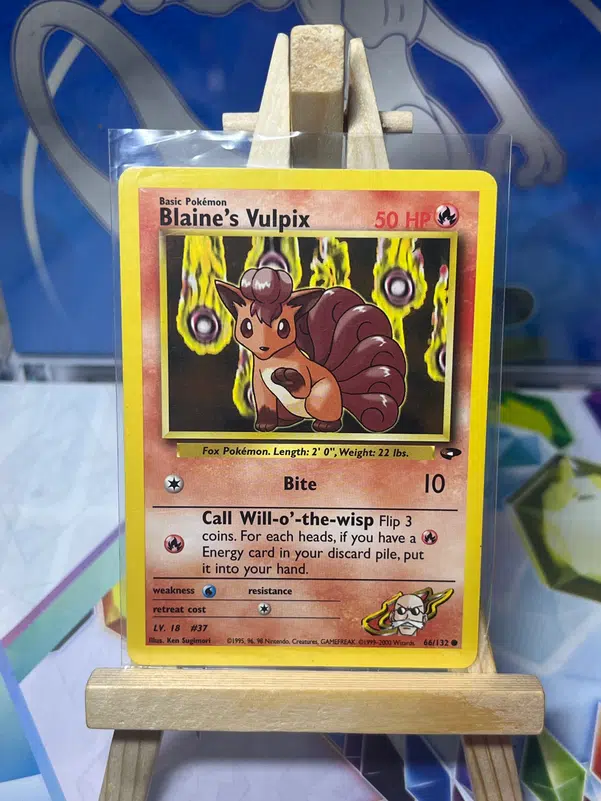 Basic Pokémon
Blaine's Vulpix
50 HP
Fox Pokémon. Length: 2' 0", Weight: 22 lbs.
Bite 10
Call Will-o'-the-wisp Flip 3
coins. For each heads, if you have a
Energy card in your discard pile, put
it into your hand.
weakness resistance
retreat cost
LV. 18 #37
Illus. Ken Sugimori ©1995, 96, 98 Nintendo, Creatures, GAMEFREAK. ©1999-2000 Wizards. 66/132